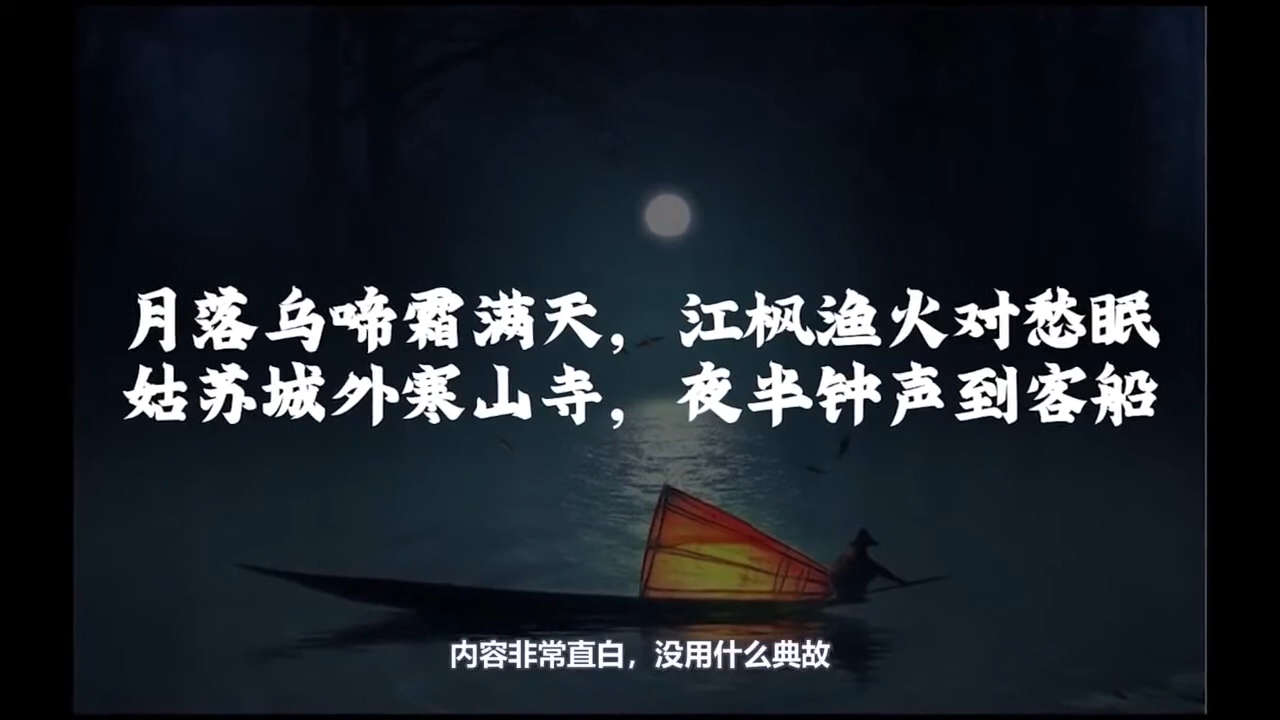 月落乌啼霜满天，江枫渔火对愁眠
姑苏城外寒山寺，夜半钟声到客船
内容非常直白，没用什么典故